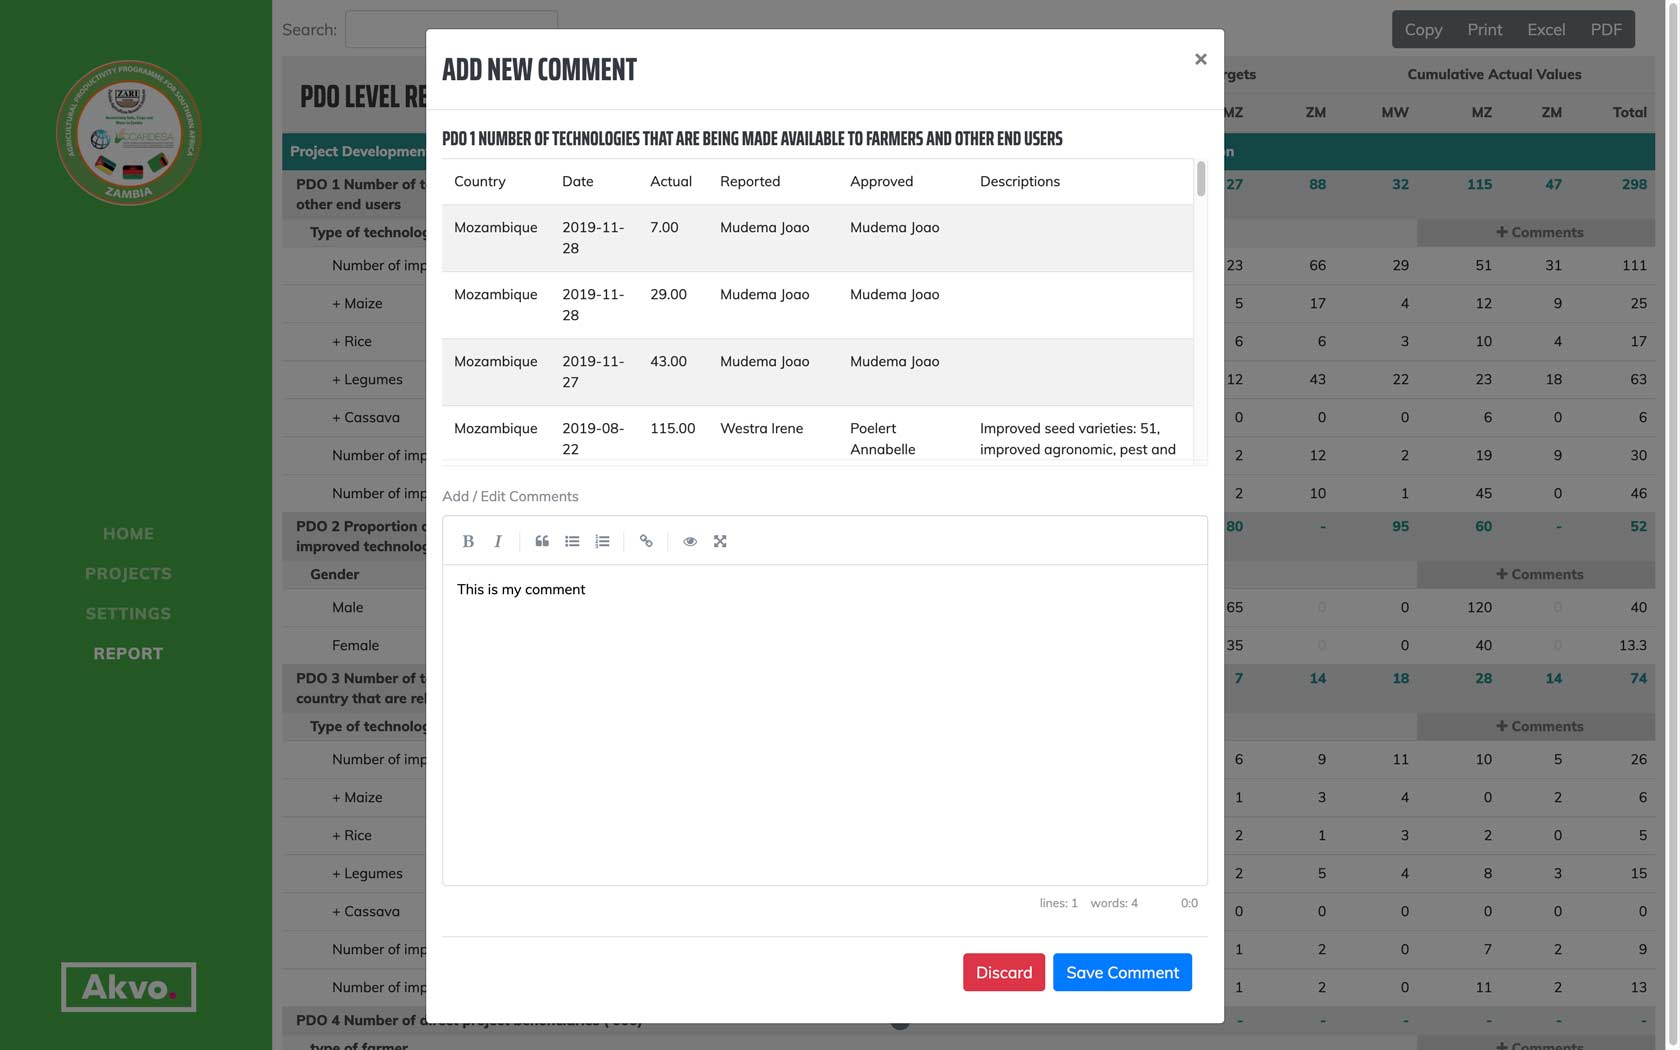 Search:
Copy Print Excel PDF
AGRICULTURAL PRODUCTIVITY PROGRAMME FOR SOUTHERN AFRICA
ZARI
CCARDESA
ZAMBIA
HOME
PROJECTS
SETTINGS
REPORT
Akvo.
ADD NEW COMMENT
×
PDO 1 NUMBER OF TECHNOLOGIES THAT ARE BEING MADE AVAILABLE TO FARMERS AND OTHER END USERS
Country Date Actual Reported Approved Descriptions
Mozambique 2019-11-28 7.00 Mudema Joao Mudema Joao
Mozambique 2019-11-28 29.00 Mudema Joao Mudema Joao
Mozambique 2019-11-27 43.00 Mudema Joao Mudema Joao
Mozambique 2019-08-22 115.00 Westra Irene Poelert Annabelle Improved seed varieties: 51, improved agronomic, pest and
Add / Edit Comments
B I
This is my comment
lines: 1 words: 4 0:0
Discard Save Comment
PDO LEVEL RE
rgets Cumulative Actual Values
MZ ZM MW MZ ZM Total
Project Developmen n
PDO 1 Number of t 27 88 32 115 47 298
other end users
Type of technolog + Comments
Number of imp 23 66 29 51 31 111
+ Maize 5 17 4 12 9 25
+ Rice 6 6 3 10 4 17
+ Legumes 12 43 22 23 18 63
+ Cassava 0 0 0 6 0 6
Number of imp 2 12 2 19 9 30
Number of imp 2 10 1 45 0 46
PDO 2 Proportion o 80 - 95 60 - 52
improved technolog
Gender + Comments
Male 65 0 0 120 0 40
Female 35 0 0 40 0 13.3
PDO 3 Number of t 7 14 18 28 14 74
country that are rel
Type of technolog + Comments
Number of imp 6 9 11 10 5 26
+ Maize 1 3 4 0 2 6
+ Rice 2 1 3 2 0 5
+ Legumes 2 5 4 8 3 15
+ Cassava 0 0 0 0 0 0
Number of imp 1 2 0 7 2 9
Number of imp 1 2 0 11 2 13
PDO 4 Number of direct project beneficiaries ('000) - - - - - -
type of farmer + Comments